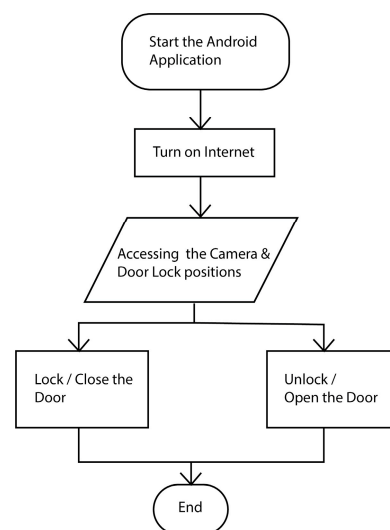 Start the Android
Application
Turn on Internet
Accessing the Camera &
Door Lock positions
Lock / Close the
Door
Unlock /
Open the Door
End